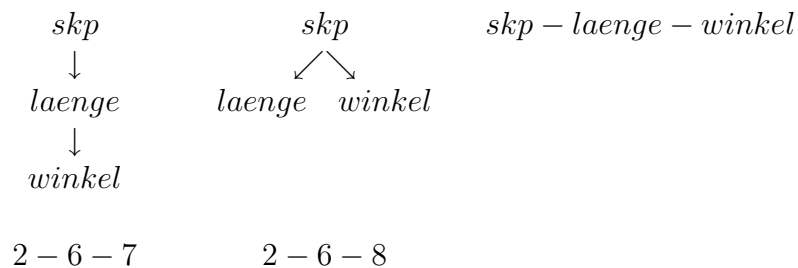 skp skp skp − laenge − winkel
laenge laenge winkel
winkel
2 − 6 − 7 2 − 6 − 8